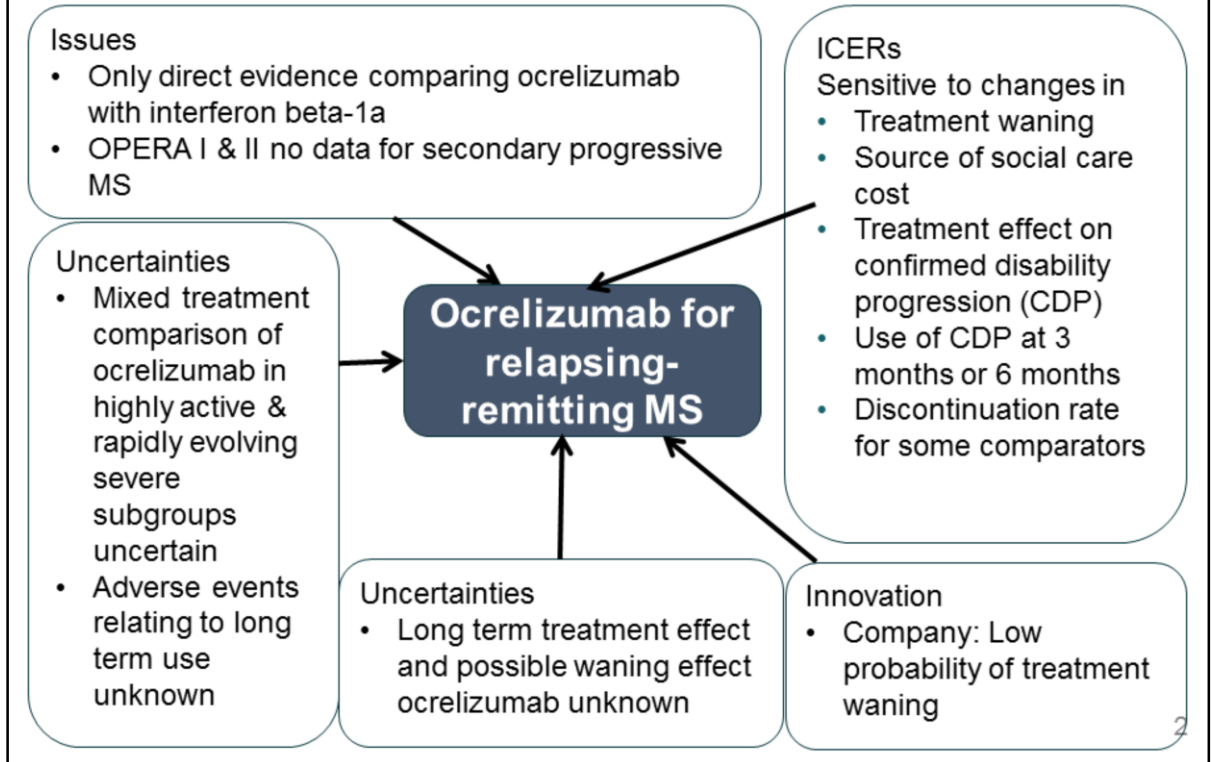 Issues
• Only direct evidence comparing ocrelizumab
with interferon beta-1a
• OPERA I & II no data for secondary progressive
MS
ICERs
Sensitive to changes in
• Treatment waning
• Source of social care
cost
• Treatment effect on
confirmed disability
progression (CDP)
• Use of CDP at 3
months or 6 months
• Discontinuation rate
for some comparators
Uncertainties
• Mixed treatment
comparison of
ocrelizumab in
highly active &
rapidly evolving
severe
subgroups
uncertain
• Adverse events
relating to long
term use
unknown
Ocrelizumab for
relapsing-
remitting MS
Uncertainties
• Long term treatment effect
and possible waning effect
ocrelizumab unknown
Innovation
• Company: Low
probability of treatment
waning
2